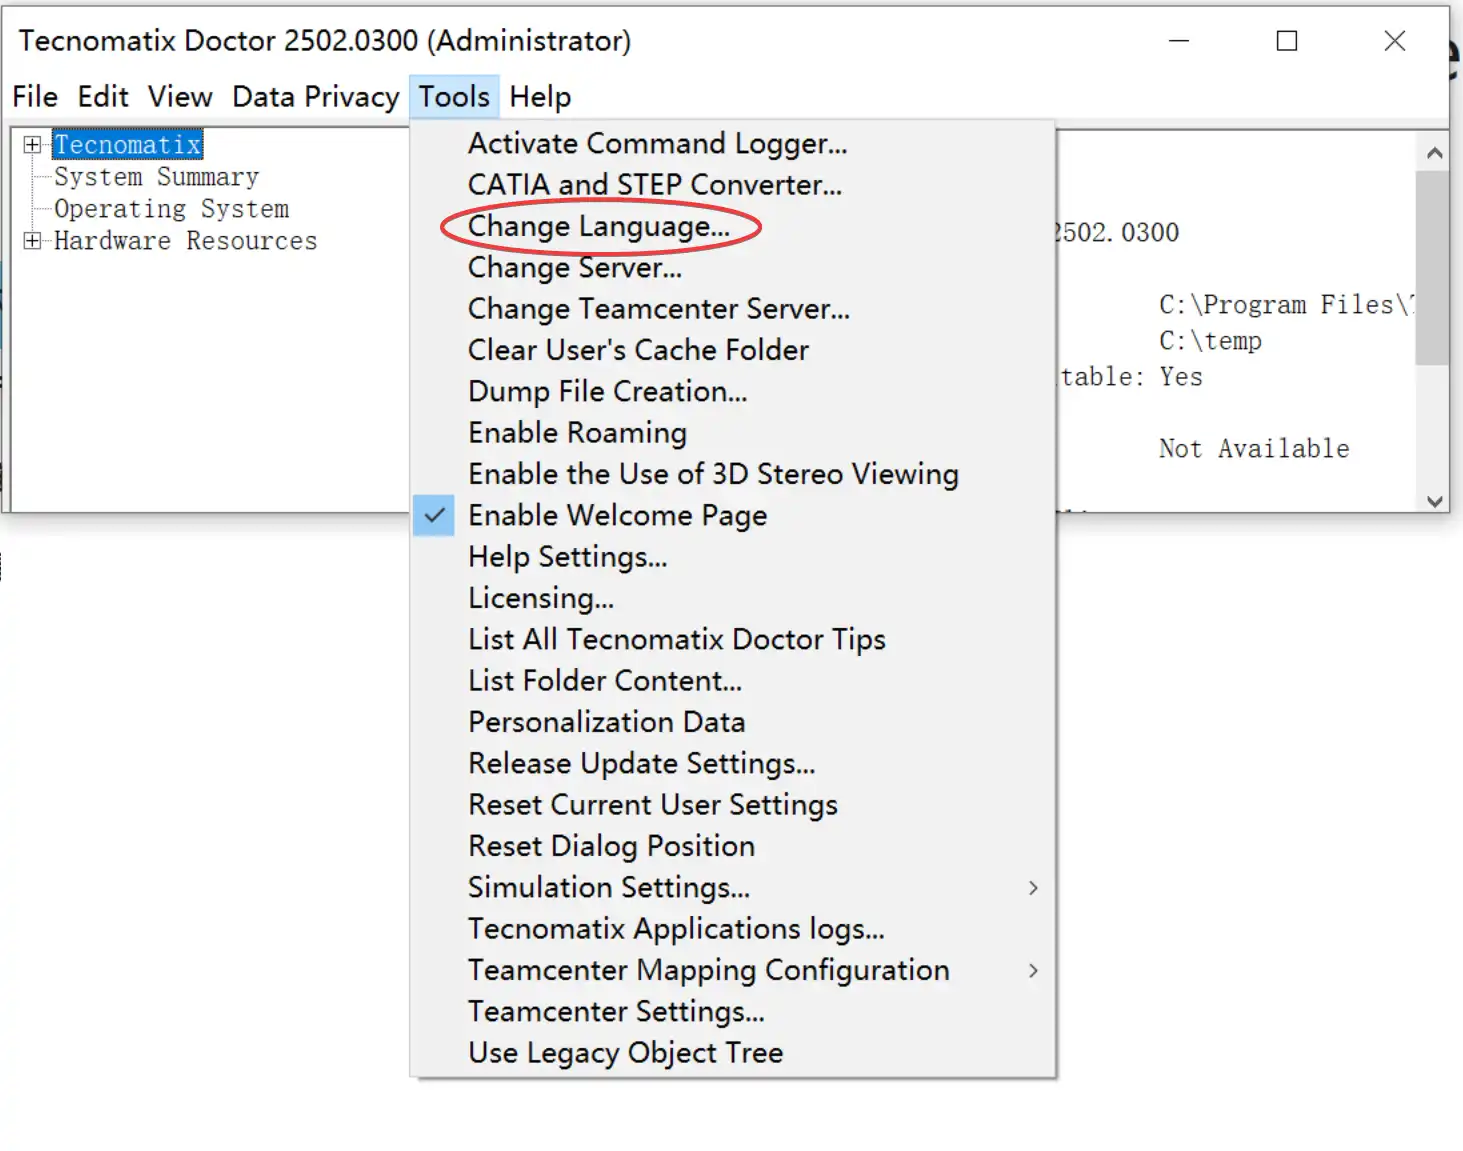 Tecnomatix Doctor 2502.0300 (Administrator)
File Edit View Data Privacy Tools Help
Tecnomatix
System Summary
Operating System
Hardware Resources
Activate Command Logger...
CATIA and STEP Converter...
Change Language...
Change Server...
Change Teamcenter Server...
Clear User's Cache Folder
Dump File Creation...
Enable Roaming
Enable the Use of 3D Stereo Viewing
Enable Welcome Page
Help Settings...
Licensing...
List All Tecnomatix Doctor Tips
List Folder Content...
Personalization Data
Release Update Settings...
Reset Current User Settings
Reset Dialog Position
Simulation Settings...
Tecnomatix Applications logs...
Teamcenter Mapping Configuration
Teamcenter Settings...
Use Legacy Object Tree
2502.0300
C:\Program Files\
C:\temp
table: Yes
Not Available